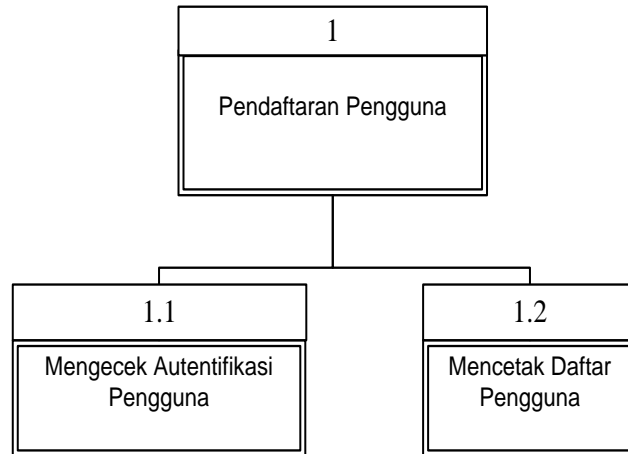 1
Pendaftaran Pengguna
1.1
Mengecek Autentifikasi
Pengguna
1.2
Mencetak Daftar
Pengguna